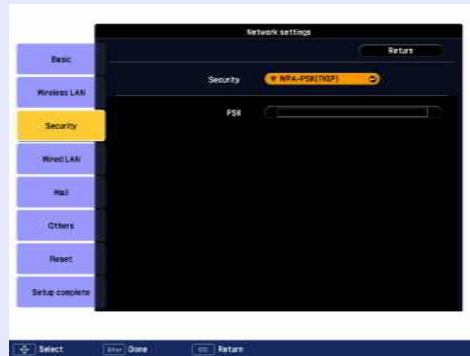 Network settings
Return
Basic
Wireless LAN
Security
Wired LAN
Mail
Others
Reset
Setup complete
Security WPA-PSK(TKIP)
PSK
Select Enter Done Esc Return